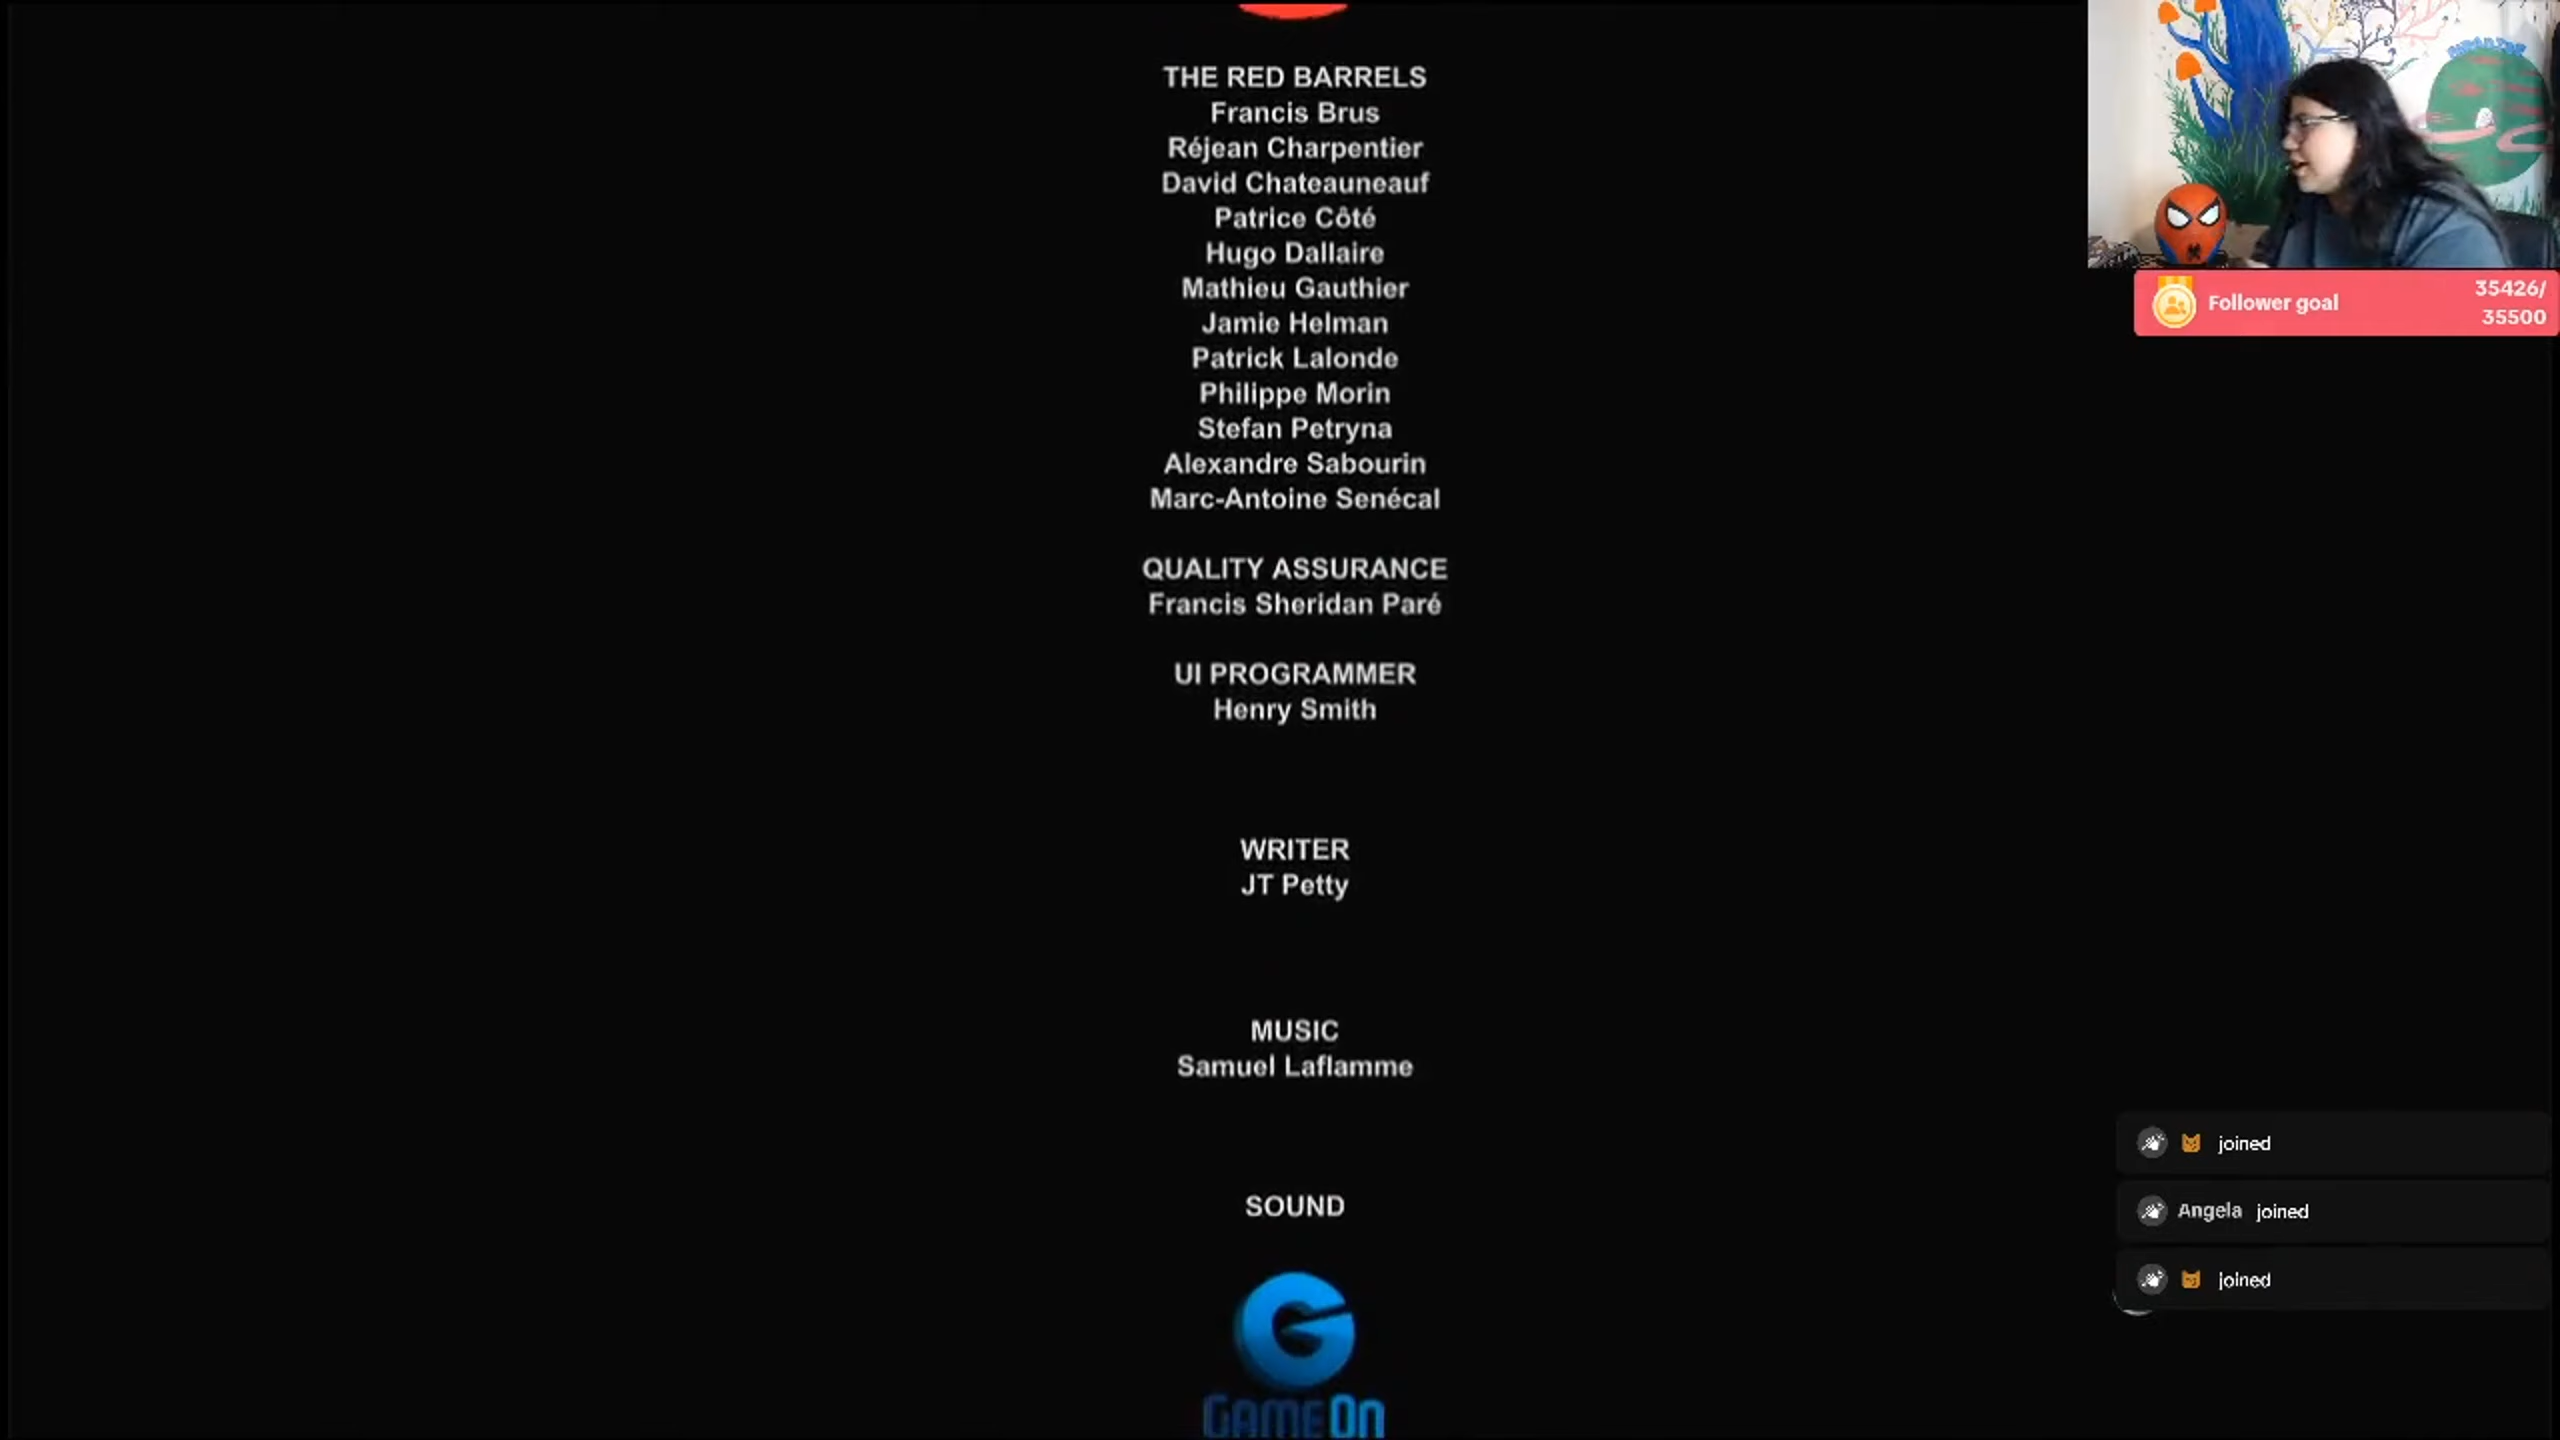 THE RED BARRELS
Francis Brus
Réjean Charpentier
David Chateauneuf
Patrice Côté
Hugo Dallaire
Mathieu Gauthier
Jamie Helman
Patrick Lalonde
Philippe Morin
Stefan Petryna
Alexandre Sabourin
Marc-Antoine Senécal
QUALITY ASSURANCE
Francis Sheridan Paré
UI PROGRAMMER
Henry Smith
WRITER
JT Petty
MUSIC
Samuel Laflamme
SOUND
GAMEON
Follower goal
35426/
35500
joined
Angela joined
joined